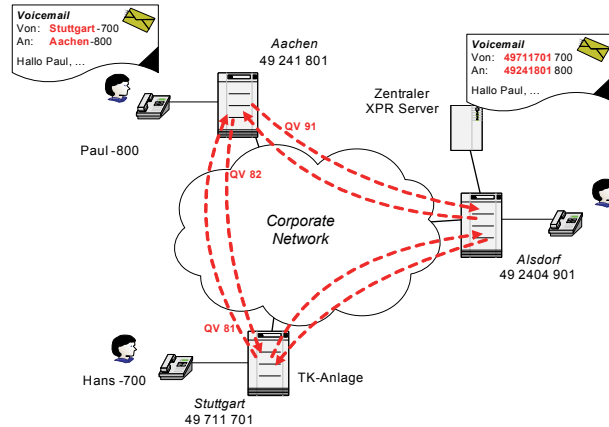 Voicemail
Von: Stuttgart-700
An: Aachen-800
Hallo Paul, ...
Aachen
49 241 801
Voicemail
Von: 49711701 700
An: 49241801 800
Hallo Paul, ...
Zentraler
XPR Server
Paul -800
QV 91
QV 82
Corporate
Network
Alsdorf
49 2404 901
QV 81
Hans -700
TK-Anlage
Stuttgart
49 711 701